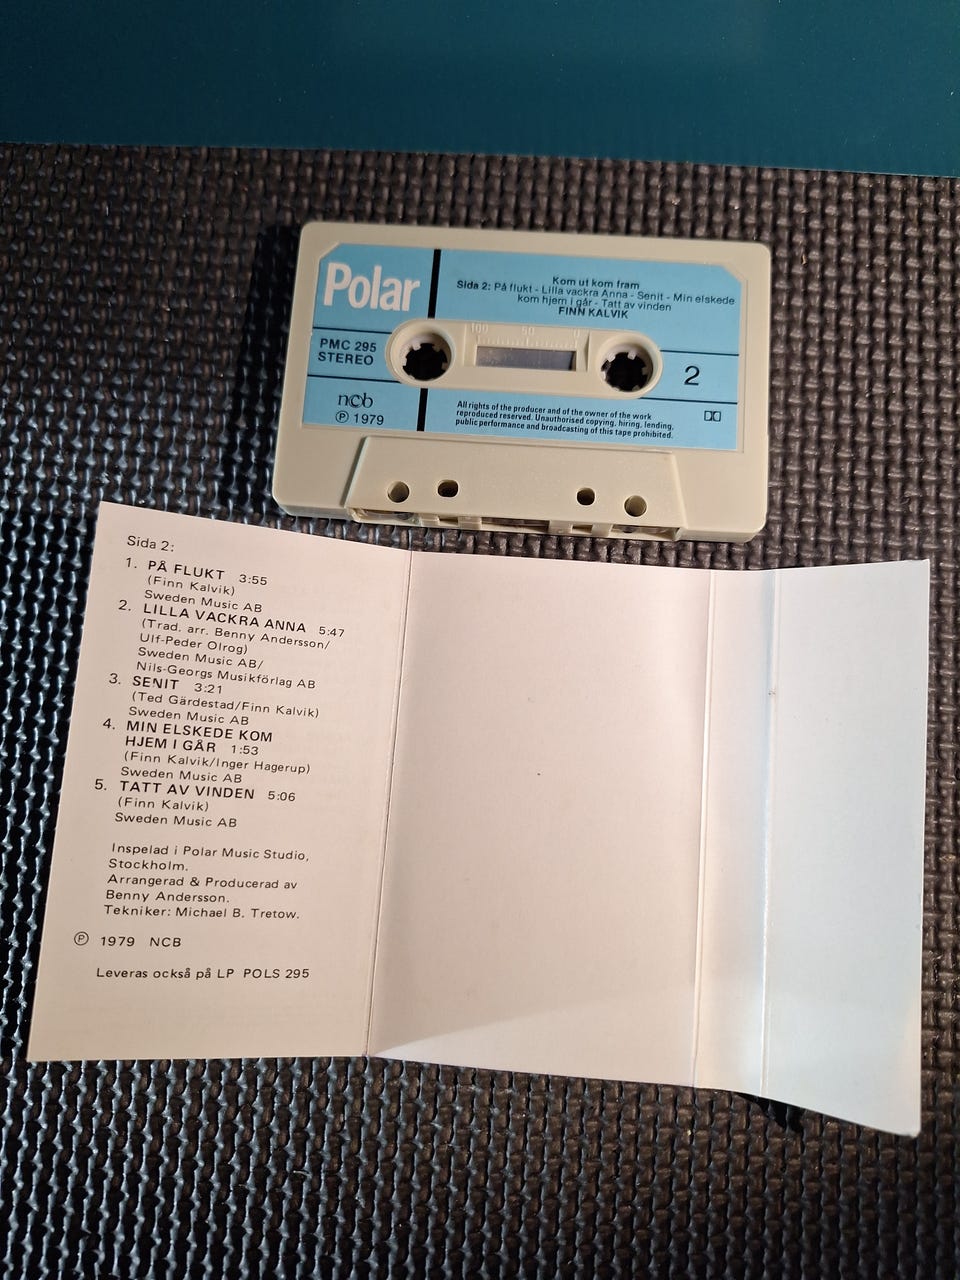 Polar
Kom ut kom fram
Sida 2: På flukt - Lilla vackra Anna - Senit - Min elskede
kom hjem i går - Tatt av vinden
FINN KALVIK
100 50 0
PMC 295
STEREO
2
ncb
Ⓟ 1979
All rights of the producer and of the owner of the work
reproduced reserved. Unauthorised copying, hiring, lending,
public performance and broadcasting of this tape prohibited.
Sida 2:
1. PÅ FLUKT 3:55
(Finn Kalvik)
Sweden Music AB
2. LILLA VACKRA ANNA 5:47
(Trad. arr. Benny Andersson/
Ulf-Peder Olrog)
Sweden Music AB/
Nils-Georgs Musikförlag AB
3. SENIT 3:21
(Ted Gärdestad/Finn Kalvik)
Sweden Music AB
4. MIN ELSKEDE KOM
HJEM I GÅR 1:53
(Finn Kalvik/Inger Hagerup)
Sweden Music AB
5. TATT AV VINDEN 5:06
(Finn Kalvik)
Sweden Music AB
Inspelad i Polar Music Studio,
Stockholm.
Arrangerad & Producerad av
Benny Andersson.
Tekniker: Michael B. Tretow.
Ⓟ 1979 NCB
Leveras också på LP POLS 295